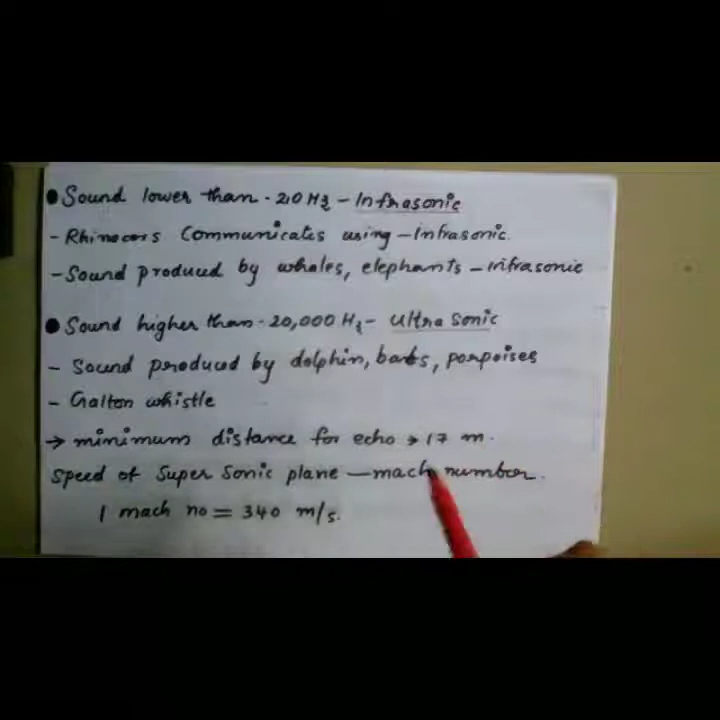 ● Sound lower than 20 Hz - Infrasonic
- Rhinocers Communicates using - Infrasonic.
- Sound produced by whales, elephants - infrasonic
● Sound higher than 20,000 Hz - Ultra Sonic
- Sound produced by dolphin, bats, porpoises
- Galton whistle
→ minimum distance for echo → 17 m.
Speed of Super Sonic plane - mach number.
1 mach no = 340 m/s.